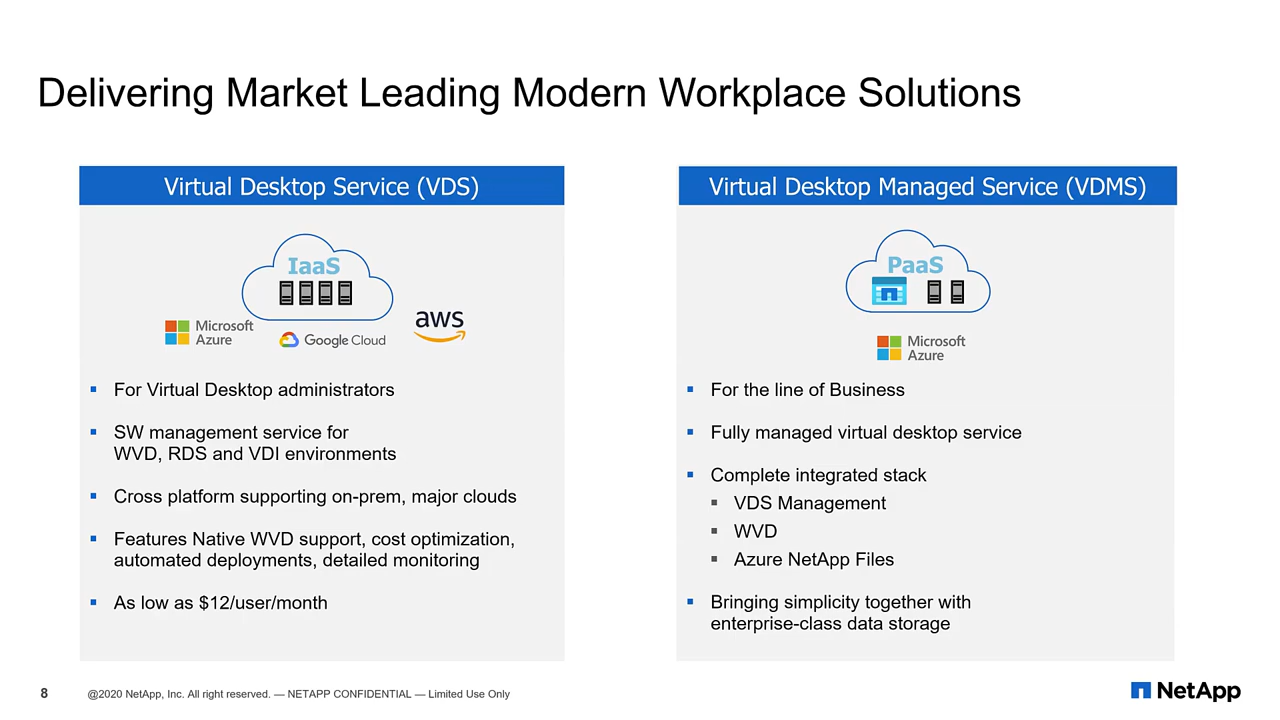 Delivering Market Leading Modern Workplace Solutions
Virtual Desktop Service (VDS)
IaaS
Microsoft
Azure
Google Cloud
aws
For Virtual Desktop administrators
SW management service for
WVD, RDS and VDI environments
Cross platform supporting on-prem, major clouds
Features Native WVD support, cost optimization,
automated deployments, detailed monitoring
As low as $12/user/month
Virtual Desktop Managed Service (VDMS)
PaaS
Microsoft
Azure
For the line of Business
Fully managed virtual desktop service
Complete integrated stack
VDS Management
WVD
Azure NetApp Files
Bringing simplicity together with
enterprise-class data storage
8 @2020 NetApp, Inc. All right reserved. — NETAPP CONFIDENTIAL — Limited Use Only
NetApp